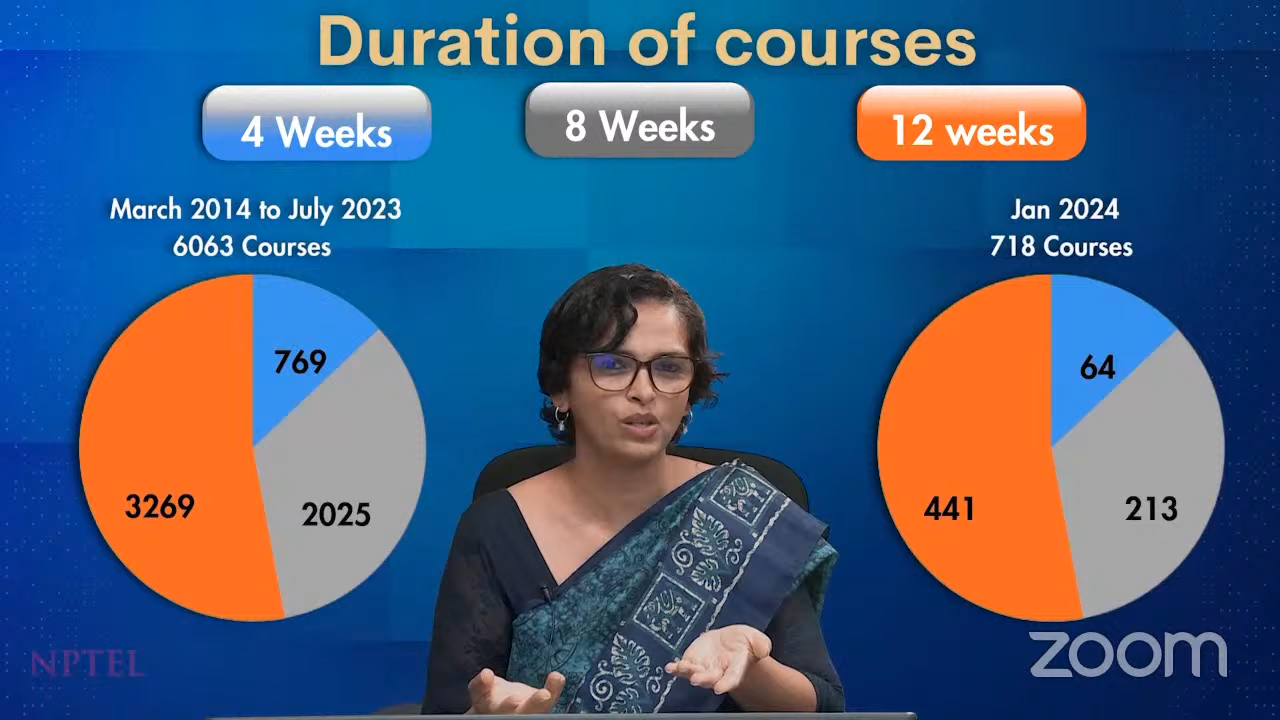 Duration of courses
4 Weeks
8 Weeks
12 weeks
March 2014 to July 2023
6063 Courses
769
3269
2025
Jan 2024
718 Courses
64
441
213
NPTEL
zoom